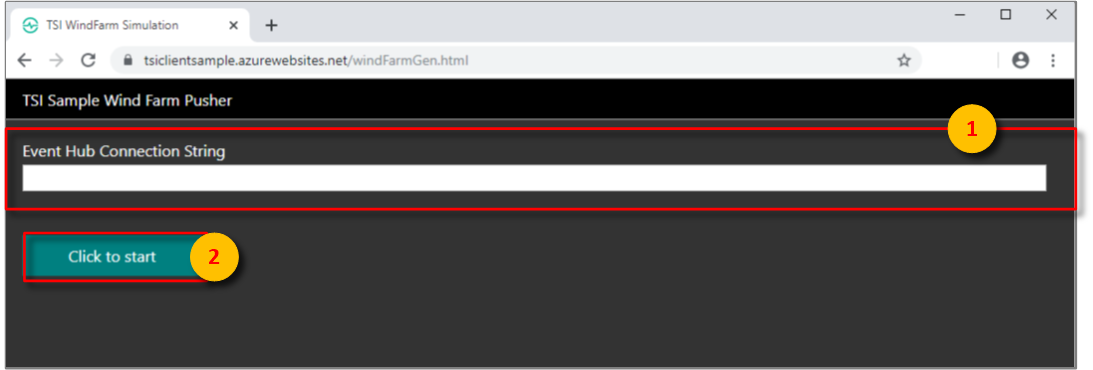 TSI WindFarm Simulation
tsiclientsample.azurewebsites.net/windFarmGen.html
TSI Sample Wind Farm Pusher
1
Event Hub Connection String
Click to start
2